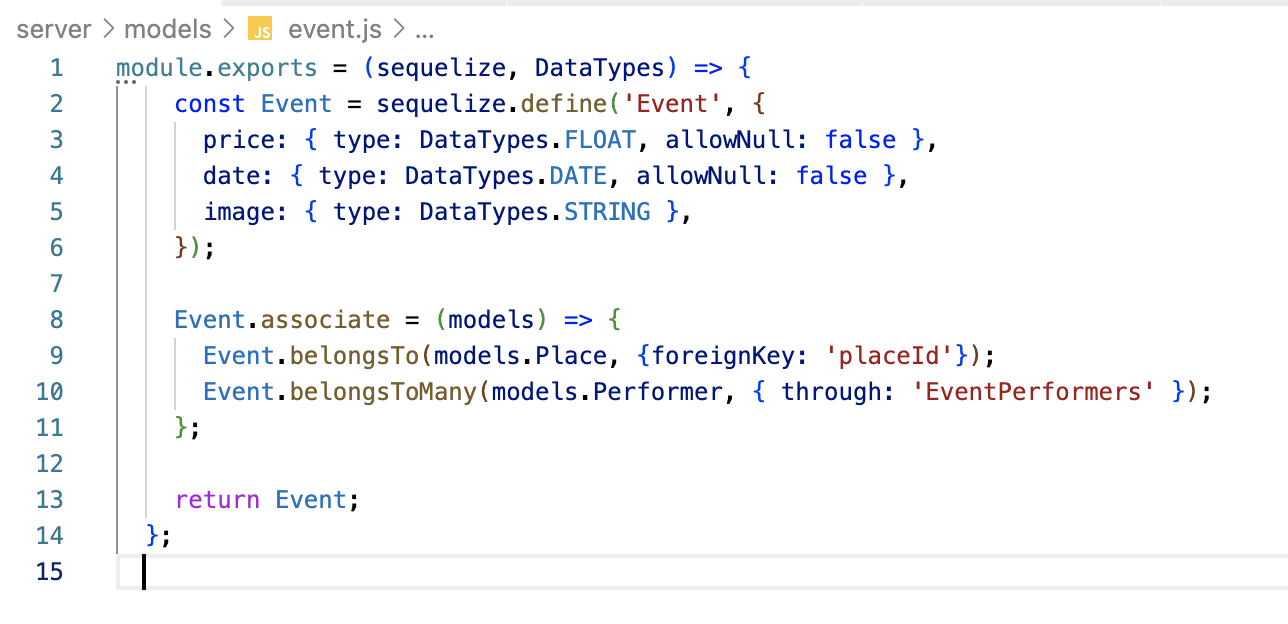 server > models > JS event.js > ...
1 module.exports = (sequelize, DataTypes) => {
2 const Event = sequelize.define('Event', {
3 price: { type: DataTypes.FLOAT, allowNull: false },
4 date: { type: DataTypes.DATE, allowNull: false },
5 image: { type: DataTypes.STRING },
6 });
7
8 Event.associate = (models) => {
9 Event.belongsTo(models.Place, {foreignKey: 'placeId'});
10 Event.belongsToMany(models.Performer, { through: 'EventPerformers' });
11 };
12
13 return Event;
14 };
15